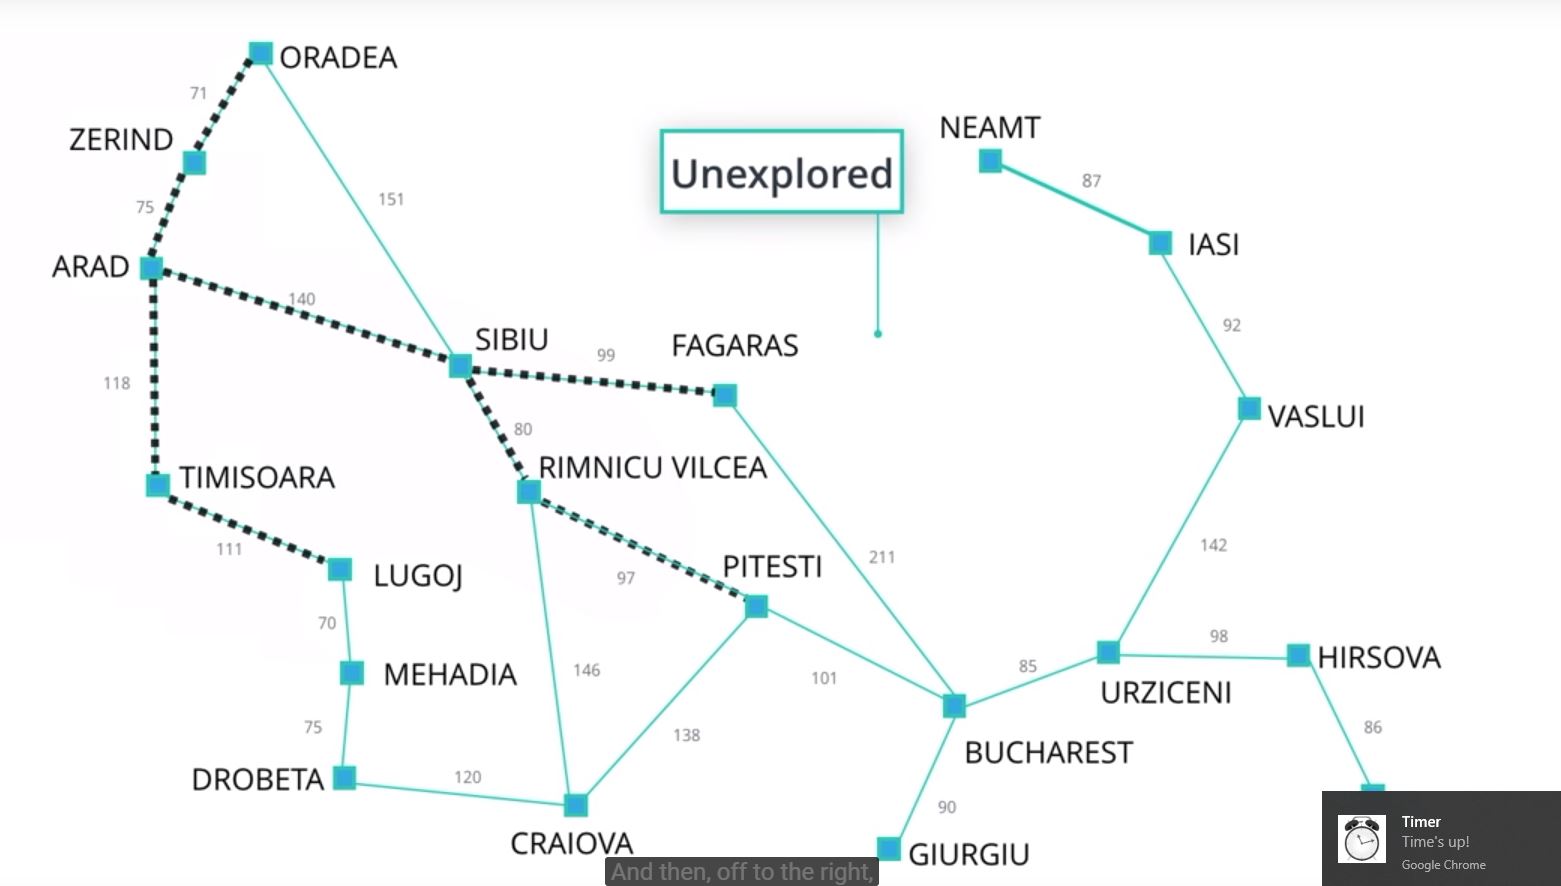 ORADEA
71
NEAMT
ZERIND
Unexplored
87
151
75
IASI
ARAD
140
92
SIBIU
FAGARAS
99
118
VASLUI
80
RIMNICU VILCEA
TIMISOARA
111
142
211
PITESTI
LUGOJ
97
70
98
HIRSOVA
MEHADIA
146
101
85
URZICENI
75
138
86
BUCHAREST
DROBETA
120
90
CRAIOVA
GIURGIU
And then, off to the right,
Timer
Time's up!
Google Chrome